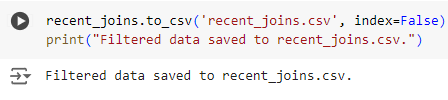 recent_joins.to_csv('recent_joins.csv', index=False)
print("Filtered data saved to recent_joins.csv.")
Filtered data saved to recent_joins.csv.